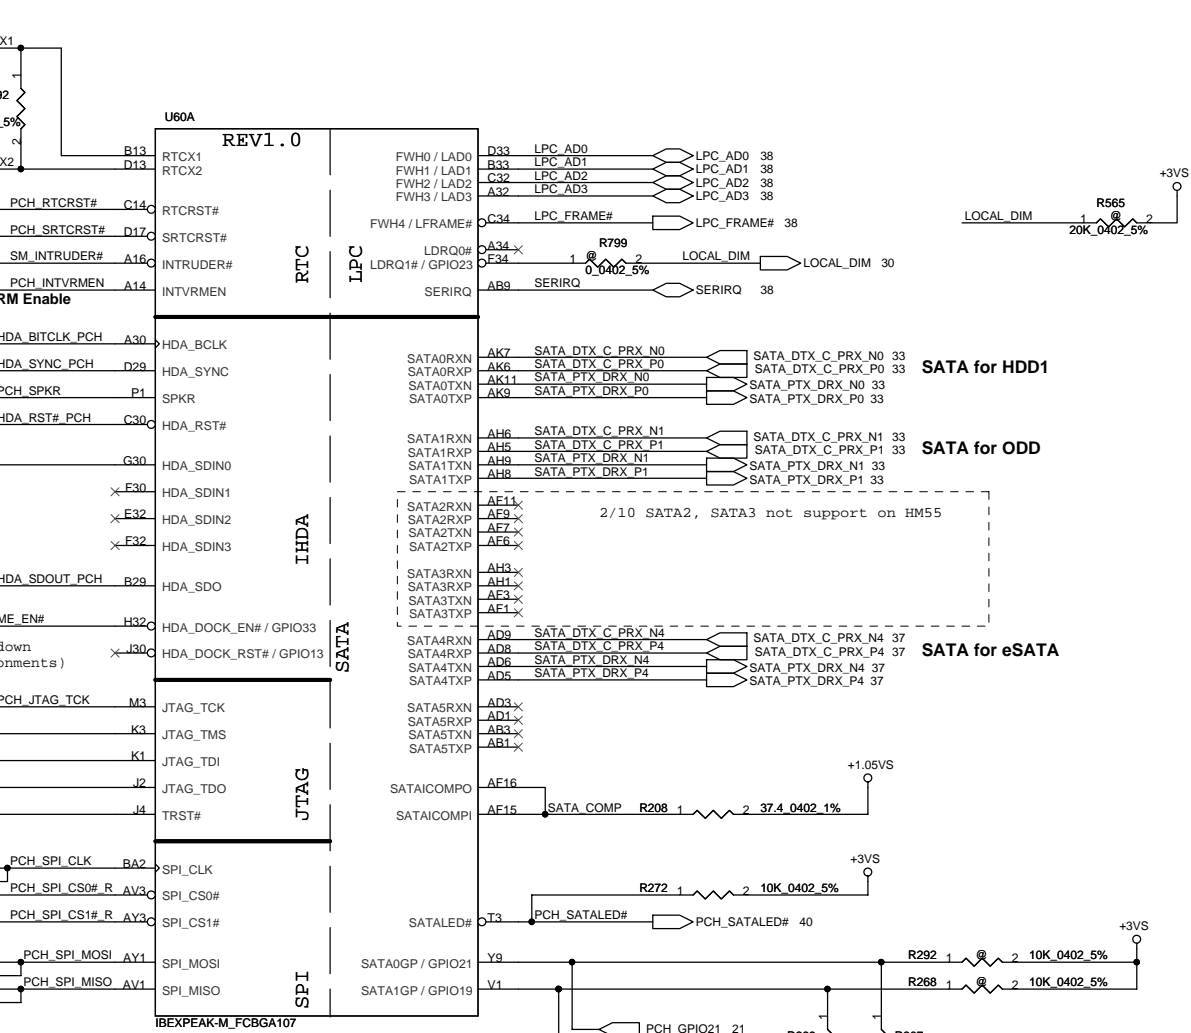 X1
1
92
_5%
2
X2
U60A
REV1.0
B13 RTCX1
D13 RTCX2
PCH_RTCRST# C14 RTCRST#
PCH_SRTCRST# D17 SRTCRST#
SM_INTRUDER# A16 INTRUDER#
PCH_INTVRMEN A14 INTVRMEN
RM Enable
RTC
LPC
FWH0 / LAD0 D33 LPC_AD0 LPC_AD0 38
FWH1 / LAD1 B33 LPC_AD1 LPC_AD1 38
FWH2 / LAD2 C32 LPC_AD2 LPC_AD2 38
FWH3 / LAD3 A32 LPC_AD3 LPC_AD3 38
FWH4 / LFRAME# C34 LPC_FRAME# LPC_FRAME# 38
LDRQ0# A34
R799
@
LDRQ1# / GPIO23 F34 1 2 LOCAL_DIM LOCAL_DIM 30
0_0402_5%
SERIRQ AB9 SERIRQ SERIRQ 38
+3VS
R565
@
LOCAL_DIM 1 2
20K_0402_5%
HDA_BITCLK_PCH A30 HDA_BCLK
HDA_SYNC_PCH D29 HDA_SYNC
PCH_SPKR P1 SPKR
HDA_RST#_PCH C30 HDA_RST#
G30 HDA_SDIN0
F30 HDA_SDIN1
E32 HDA_SDIN2
F32 HDA_SDIN3
HDA_SDOUT_PCH B29 HDA_SDO
ME_EN# H32 HDA_DOCK_EN# / GPIO33
J30 HDA_DOCK_RST# / GPIO13
down
onments)
IHDA
SATA
SATA0RXN AK7 SATA_DTX_C_PRX_N0 SATA_DTX_C_PRX_N0 33
SATA0RXP AK6 SATA_DTX_C_PRX_P0 SATA_DTX_C_PRX_P0 33
SATA0TXN AK11 SATA_PTX_DRX_N0 SATA_PTX_DRX_N0 33
SATA0TXP AK9 SATA_PTX_DRX_P0 SATA_PTX_DRX_P0 33
SATA for HDD1
SATA1RXN AH6 SATA_DTX_C_PRX_N1 SATA_DTX_C_PRX_N1 33
SATA1RXP AH5 SATA_DTX_C_PRX_P1 SATA_DTX_C_PRX_P1 33
SATA1TXN AH9 SATA_PTX_DRX_N1 SATA_PTX_DRX_N1 33
SATA1TXP AH8 SATA_PTX_DRX_P1 SATA_PTX_DRX_P1 33
SATA for ODD
SATA2RXN AF11
SATA2RXP AF9
SATA2TXN AF7
SATA2TXP AF6
2/10 SATA2, SATA3 not support on HM55
SATA3RXN AH3
SATA3RXP AH1
SATA3TXN AF3
SATA3TXP AF1
SATA4RXN AD9 SATA_DTX_C_PRX_N4 SATA_DTX_C_PRX_N4 37
SATA4RXP AD8 SATA_DTX_C_PRX_P4 SATA_DTX_C_PRX_P4 37
SATA4TXN AD6 SATA_PTX_DRX_N4 SATA_PTX_DRX_N4 37
SATA4TXP AD5 SATA_PTX_DRX_P4 SATA_PTX_DRX_P4 37
SATA for eSATA
SATA5RXN AD3
SATA5RXP AD1
SATA5TXN AB3
SATA5TXP AB1
PCH_JTAG_TCK M3 JTAG_TCK
K3 JTAG_TMS
K1 JTAG_TDI
J2 JTAG_TDO
J4 TRST#
JTAG
+1.05VS
SATAICOMPO AF16
SATAICOMPI AF15 SATA_COMP R208 1 2 37.4_0402_1%
PCH_SPI_CLK BA2 SPI_CLK
PCH_SPI_CS0#_R AV3 SPI_CS0#
PCH_SPI_CS1#_R AY3 SPI_CS1#
PCH_SPI_MOSI AY1 SPI_MOSI
PCH_SPI_MISO AV1 SPI_MISO
SPI
+3VS
R272 1 2 10K_0402_5%
SATALED# T3 PCH_SATALED# PCH_SATALED# 40
+3VS
SATA0GP / GPIO21 Y9 R292 1 @ 2 10K_0402_5%
SATA1GP / GPIO19 V1 R268 1 @ 2 10K_0402_5%
IBEXPEAK-M_FCBGA107
PCH_GPIO21 21
1
1